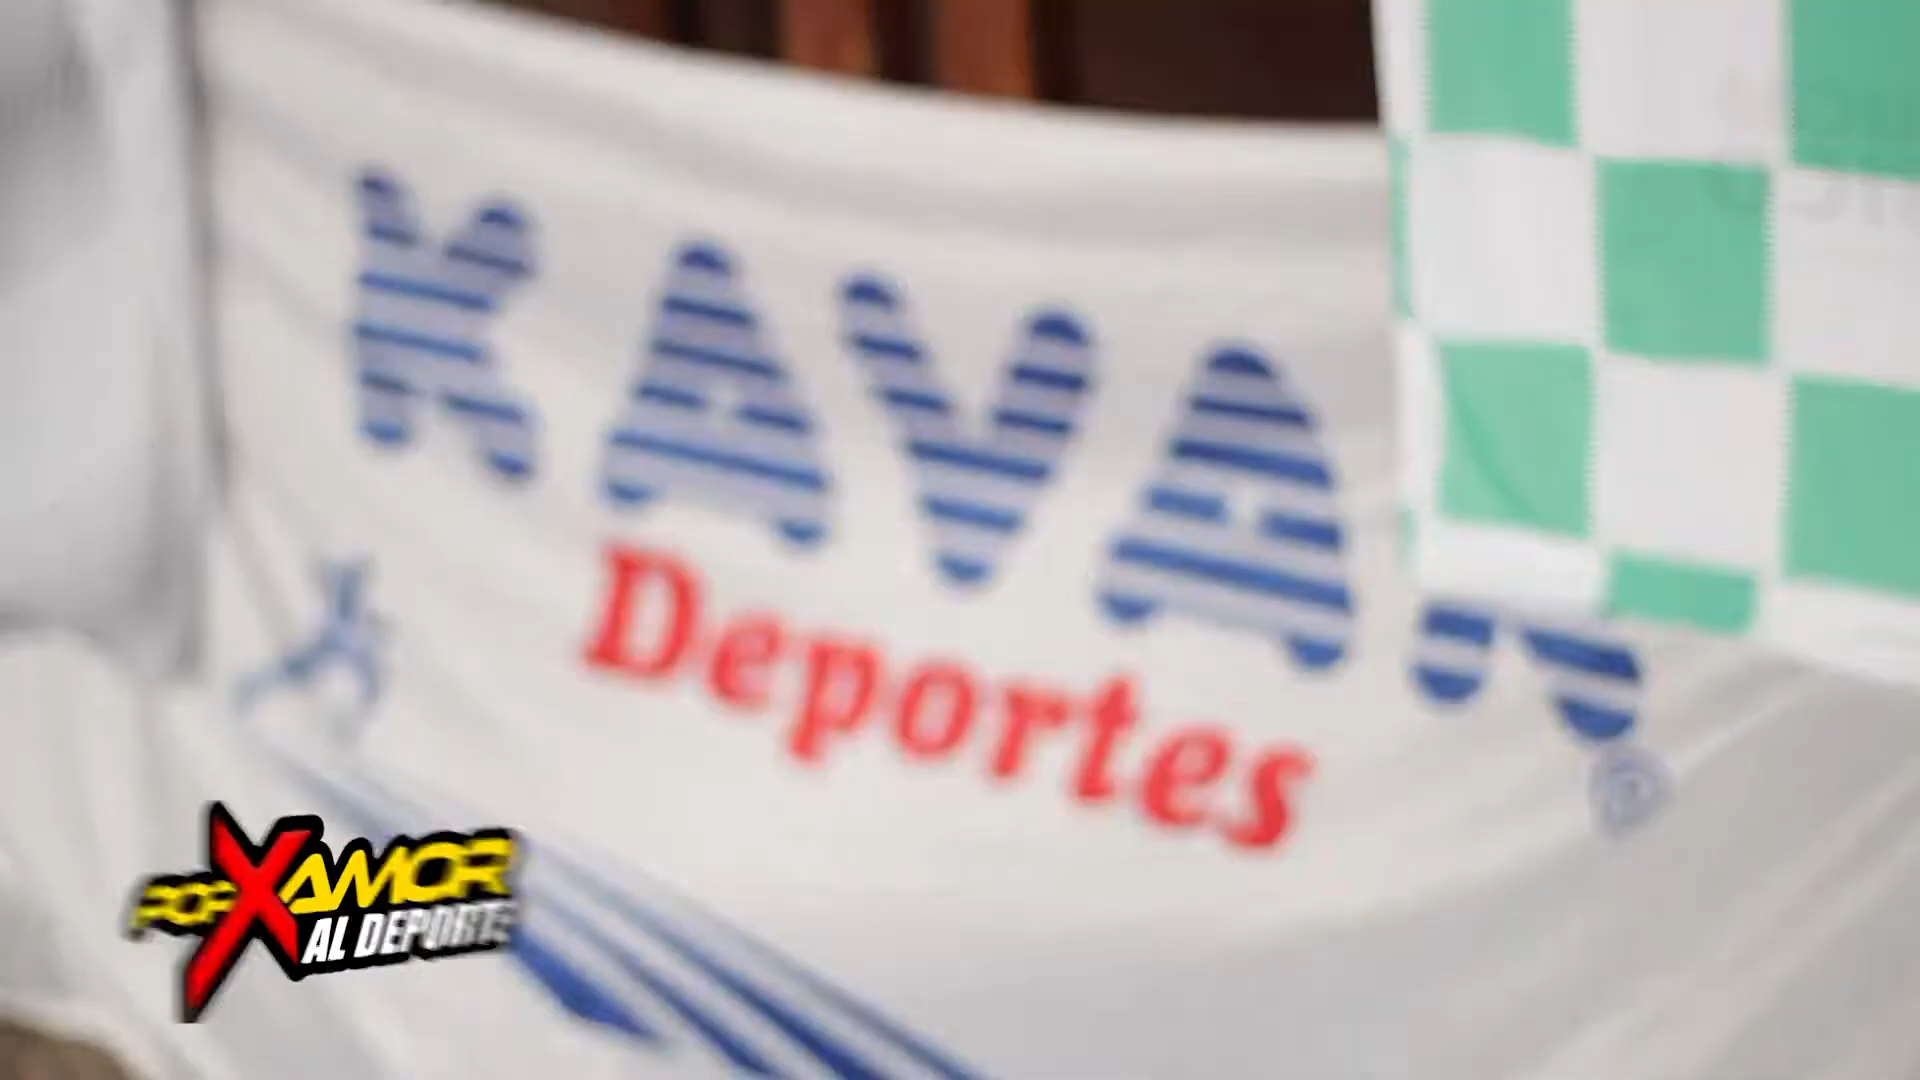 KAVA
Deportes
®
POR X AMOR
AL DEPORTE